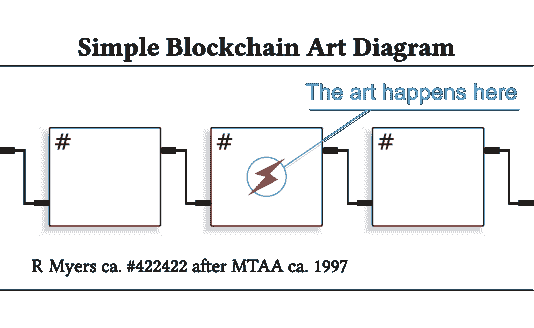 Simple Blockchain Art Diagram
The art happens here
# # #
R Myers ca. #422422 after MTAA ca. 1997